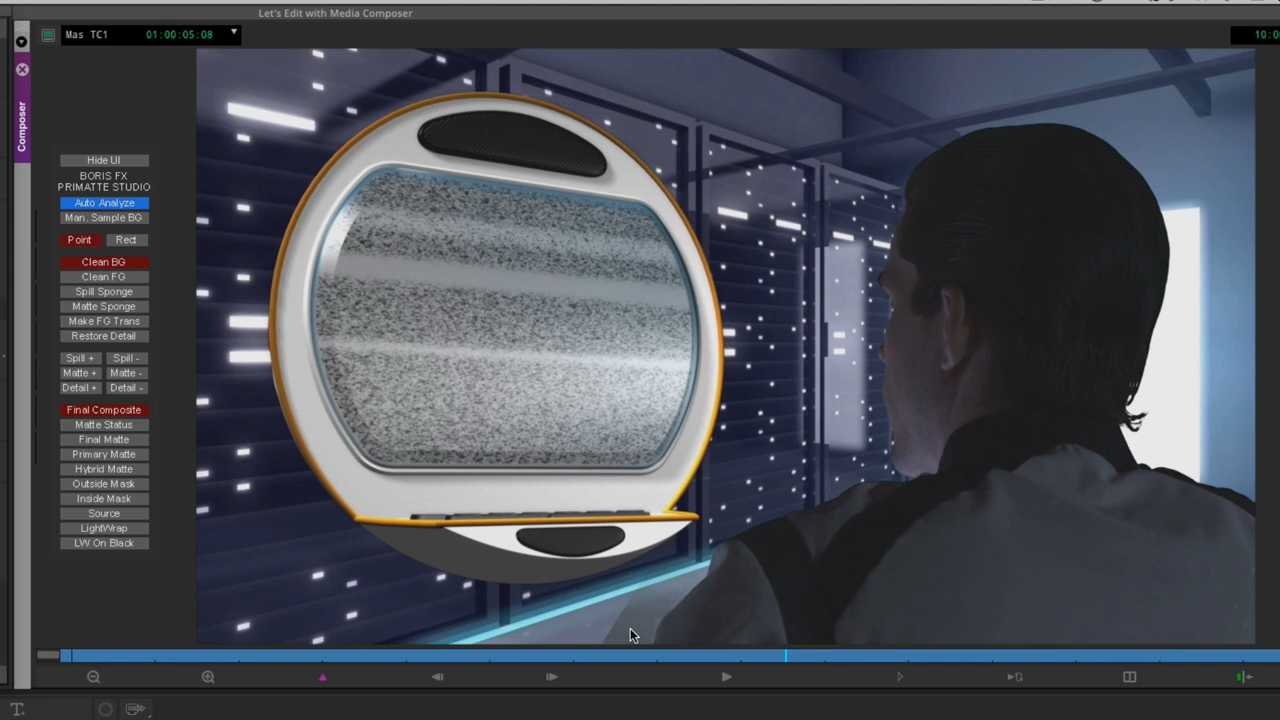 Let's Edit with Media Composer
Mas TC1 01:00:05:08
10:0
Composer
Hide UI
BORIS FX
PRIMATTE STUDIO
Auto Analyze
Man. Sample BG
Point Rect
Clean BG
Clean FG
Spill Sponge
Matte Sponge
Make FG Trans
Restore Detail
Spill + Spill -
Matte + Matte -
Detail + Detail -
Final Composite
Matte Status
Final Matte
Primary Matte
Hybrid Matte
Outside Mask
Inside Mask
Source
LightWrap
LW On Black